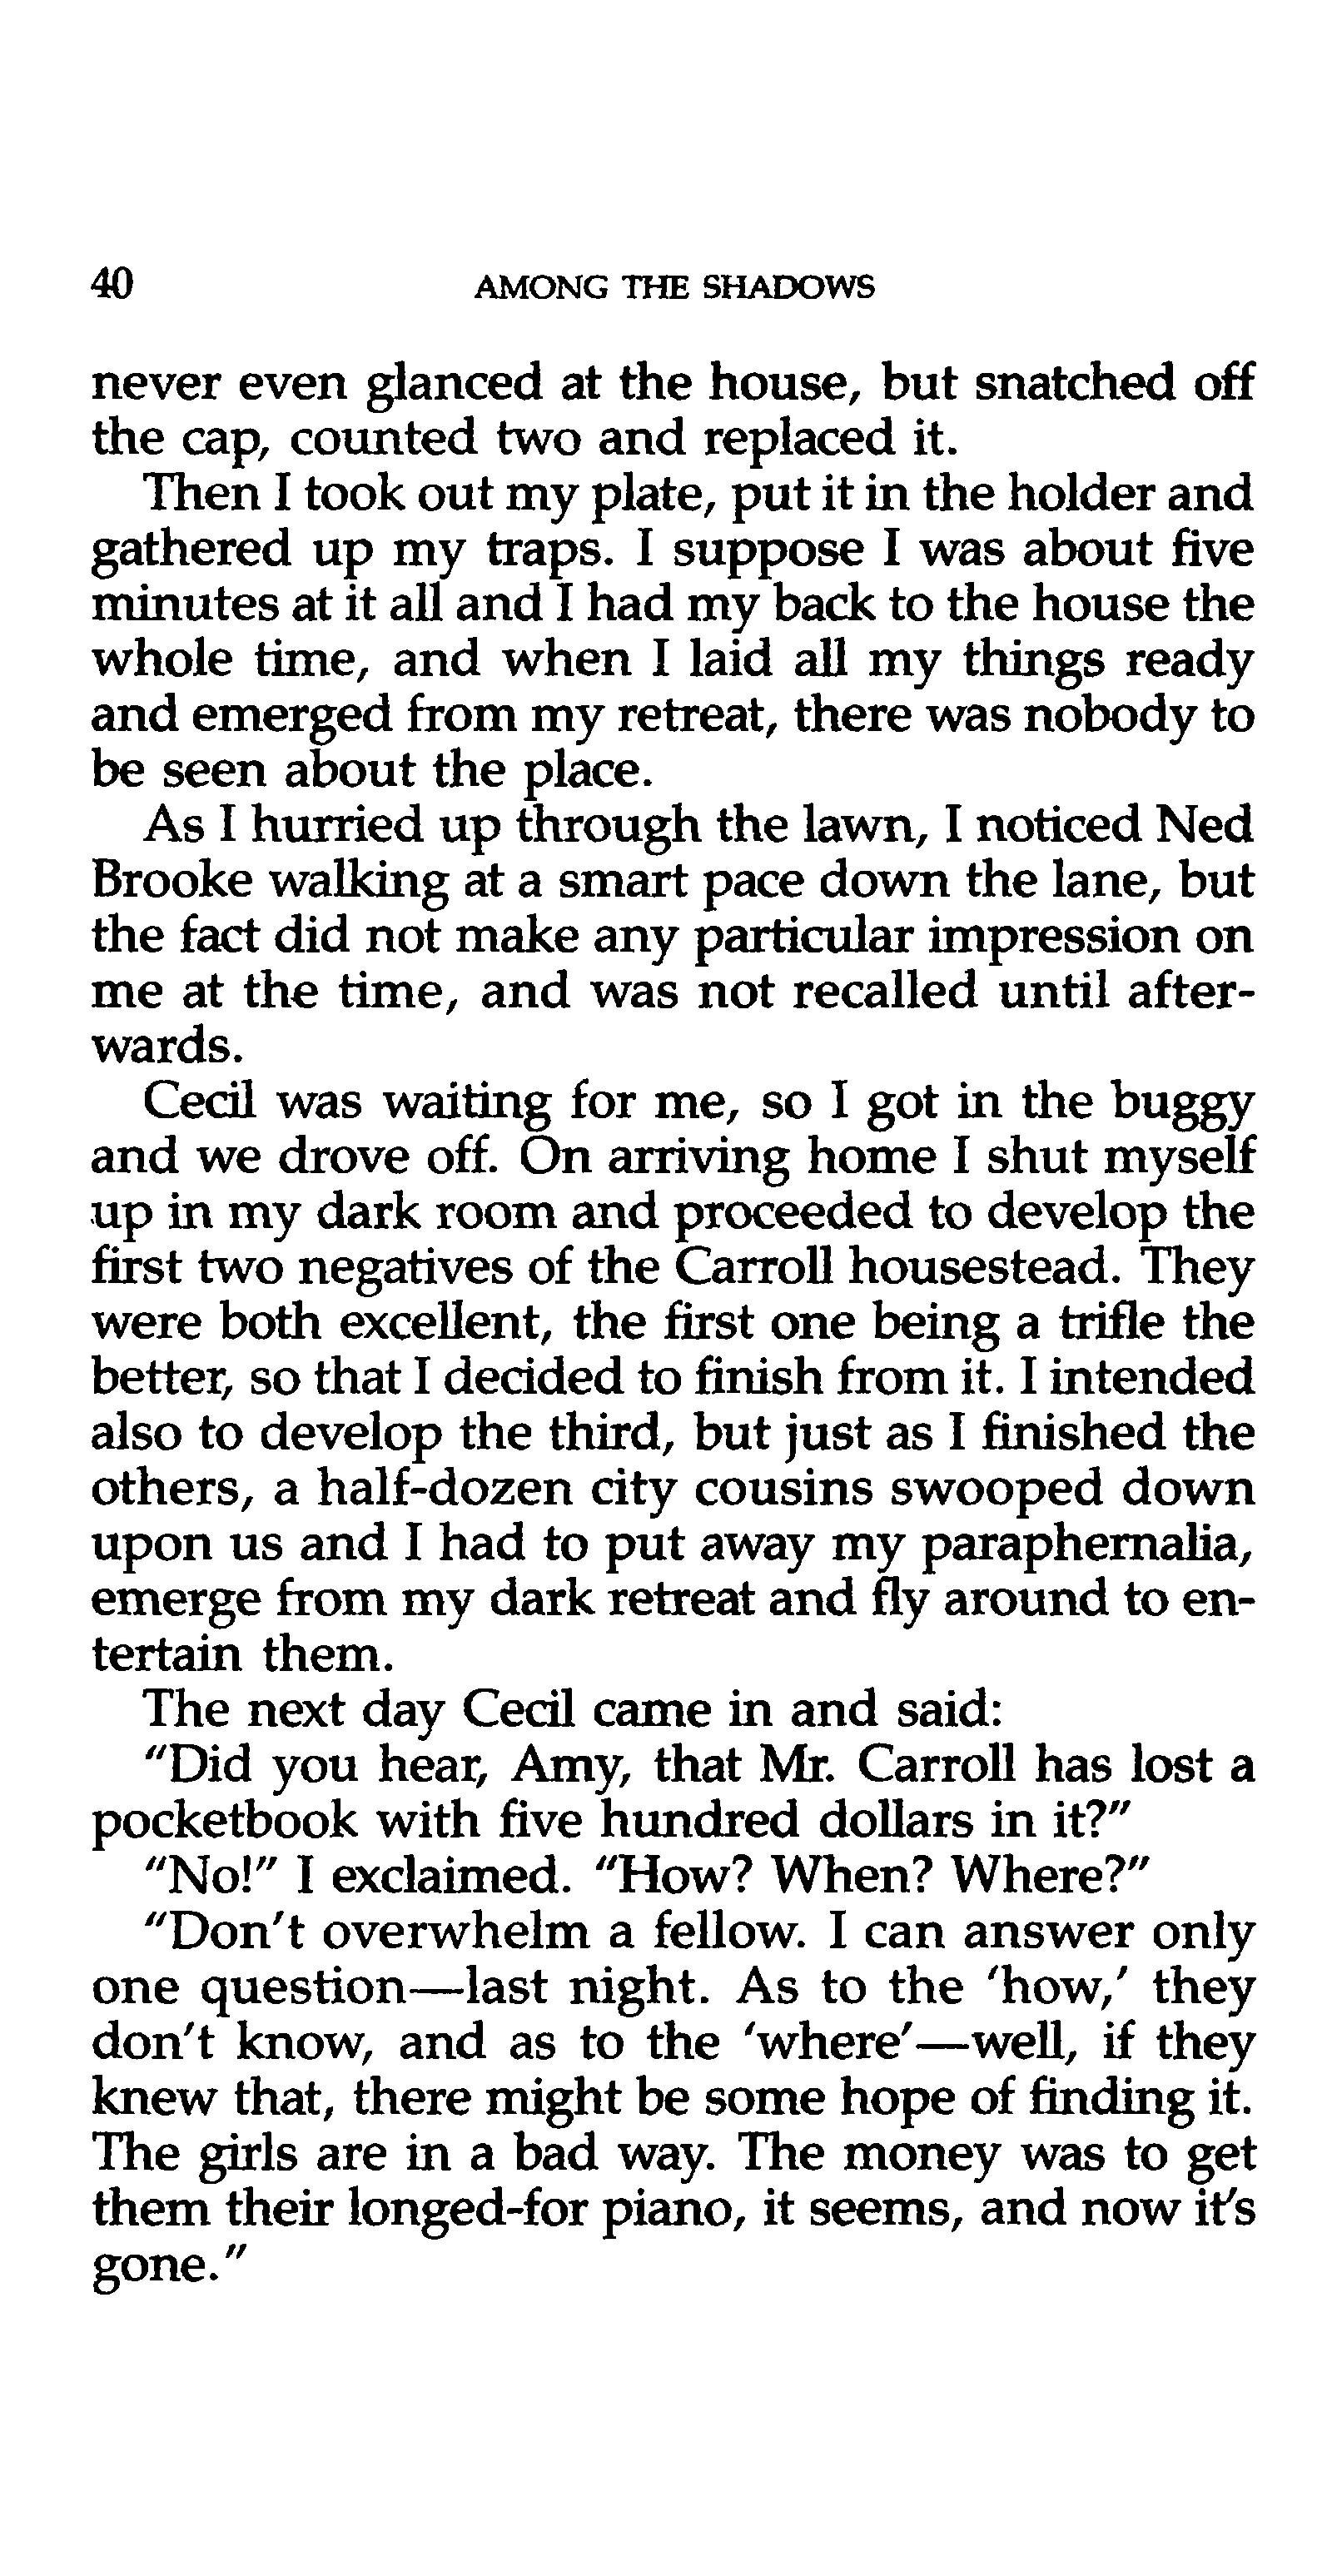 40 AMONG THE SHADOWS
never even glanced at the house, but snatched off
the cap, counted two and replaced it.
Then I took out my plate, put it in the holder and
gathered up my traps. I suppose I was about five
minutes at it all and I had my back to the house the
whole time, and when I laid all my things ready
and emerged from my retreat, there was nobody to
be seen about the place.
As I hurried up through the lawn, I noticed Ned
Brooke walking at a smart pace down the lane, but
the fact did not make any particular impression on
me at the time, and was not recalled until after-
wards.
Cecil was waiting for me, so I got in the buggy
and we drove off. On arriving home I shut myself
up in my dark room and proceeded to develop the
first two negatives of the Carroll housestead. They
were both excellent, the first one being a trifle the
better, so that I decided to finish from it. I intended
also to develop the third, but just as I finished the
others, a half-dozen city cousins swooped down
upon us and I had to put away my paraphernalia,
emerge from my dark retreat and fly around to en-
tertain them.
The next day Cecil came in and said:
"Did you hear, Amy, that Mr. Carroll has lost a
pocketbook with five hundred dollars in it?"
"No!" I exclaimed. "How? When? Where?"
"Don't overwhelm a fellow. I can answer only
one question—last night. As to the 'how,' they
don't know, and as to the 'where'—well, if they
knew that, there might be some hope of finding it.
The girls are in a bad way. The money was to get
them their longed-for piano, it seems, and now it's
gone."